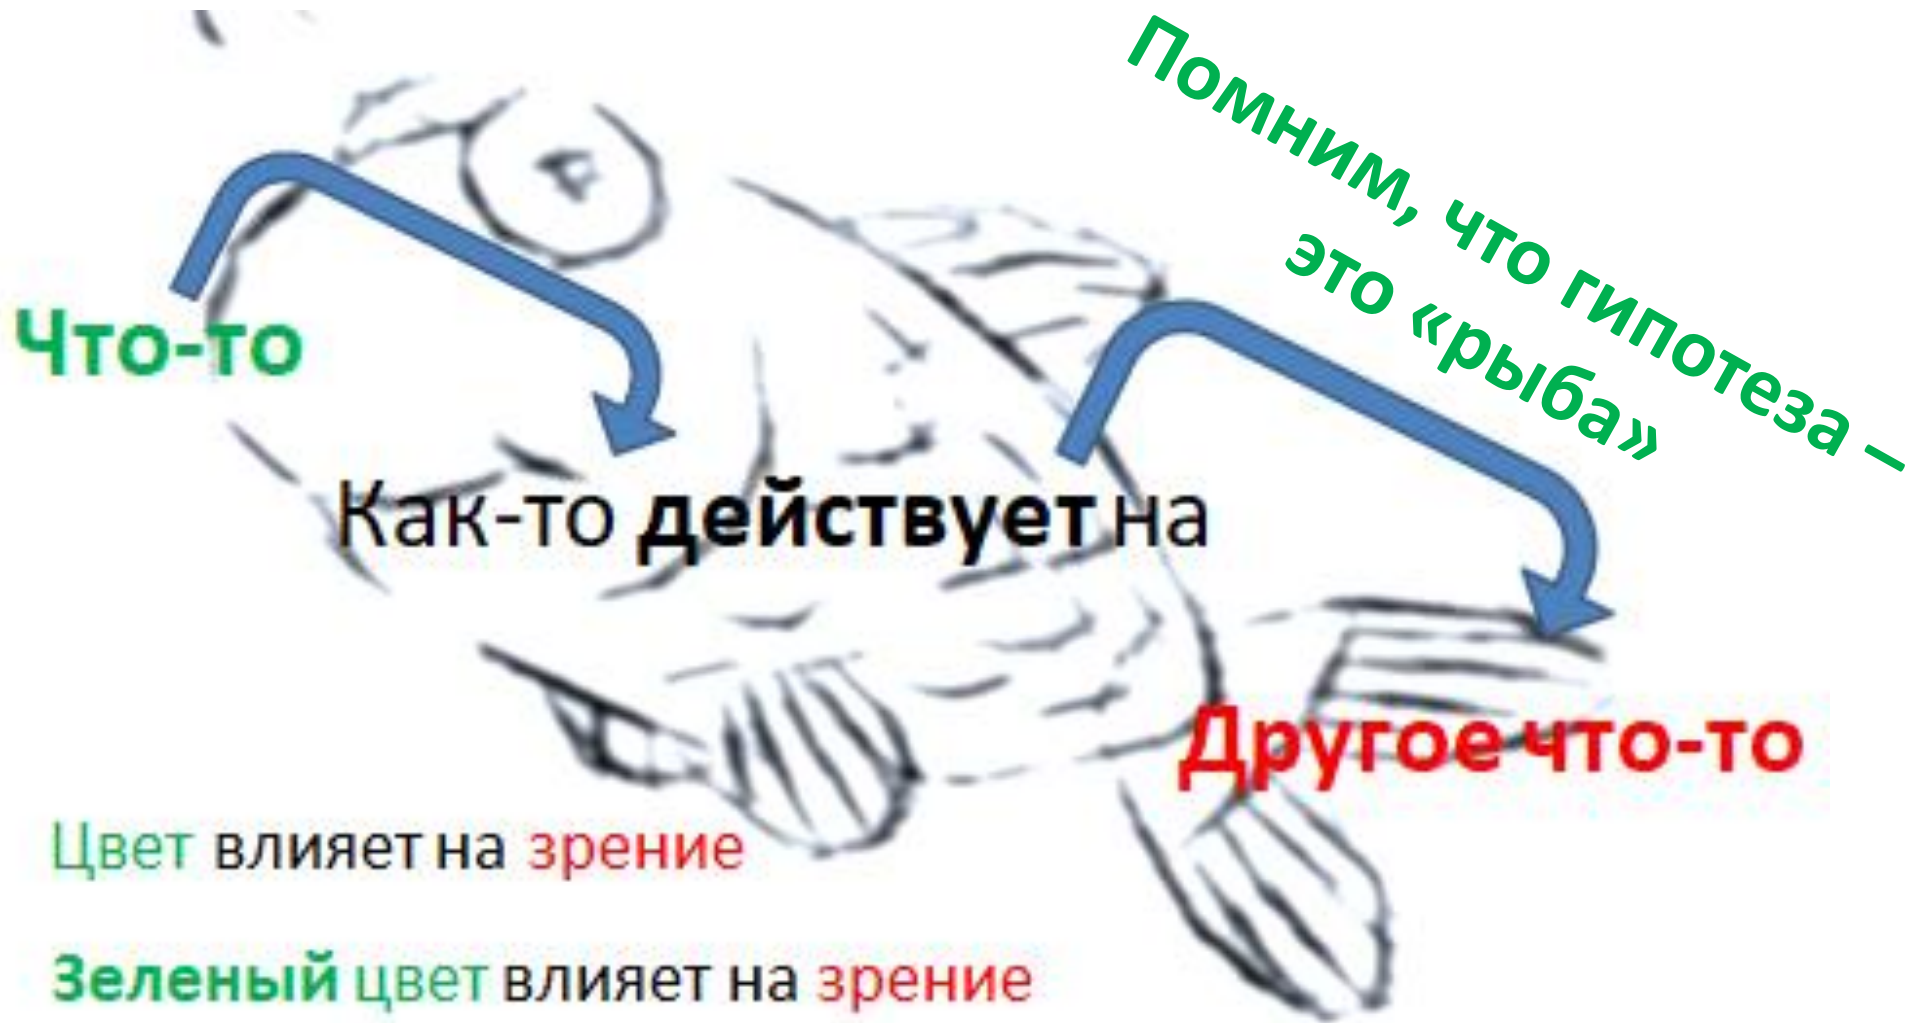 Помним, что гипотеза –
это «рыба»
Что-то
Как-то действует на
Другое что-то
Цвет влияет на зрение
Зеленый цвет влияет на зрение